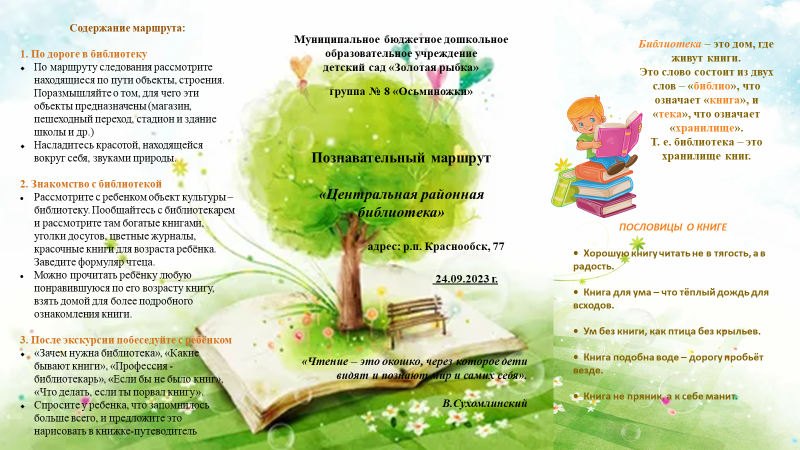 Содержание маршрута:
1. По дороге в библиотеку
• По маршруту следования рассмотрите
находящиеся по пути объекты, строения.
Поразмышляйте о том, для чего эти
объекты предназначены (магазин,
пешеходный переход, стадион и здание
школы и др.)
• Насладитесь красотой, находящейся
вокруг себя, звуками природы.
2. Знакомство с библиотекой
• Рассмотрите с ребенком объект культуры –
библиотеку. Пообщайтесь с библиотекарем
и рассмотрите там богатые книгами,
уголки досугов, цветные журналы,
красочные книги для возраста ребёнка.
Заведите формуляр чтеца.
• Можно прочитать ребёнку любую
понравившуюся по его возрасту книгу,
взять домой для более подробного
ознакомления книги.
3. После экскурсии побеседуйте с ребёнком
• «Зачем нужна библиотека», «Какие
бывают книги», «Профессия -
библиотекарь», «Если бы не было книг»,
«Что делать, если ты порвал книгу».
• Спросите у ребенка, что запомнилось
больше всего, и предложите это
нарисовать в книжке-путеводитель
Муниципальное бюджетное дошкольное
образовательное учреждение
детский сад «Золотая рыбка»
группа № 8 «Осьминожки»
Познавательный маршрут
«Центральная районная
библиотека»
адрес: р.п. Краснообск, 77
24.09.2023 г.
«Чтение – это окошко, через которое дети
видят и познают мир и самих себя».
В.Сухомлинский
Библиотека – это дом, где
живут книги.
Это слово состоит из двух
слов – «библио», что
означает «книга», и
«тека», что означает
«хранилище».
Т. е. библиотека – это
хранилище книг.
ПОСЛОВИЦЫ О КНИГЕ
• Хорошую книгу читать не в тягость, а в
радость.
• Книга для ума – что тёплый дождь для
всходов.
• Ум без книги, как птица без крыльев.
• Книга подобна воде – дорогу пробьёт
везде.
• Книга не пряник, а к себе манит.